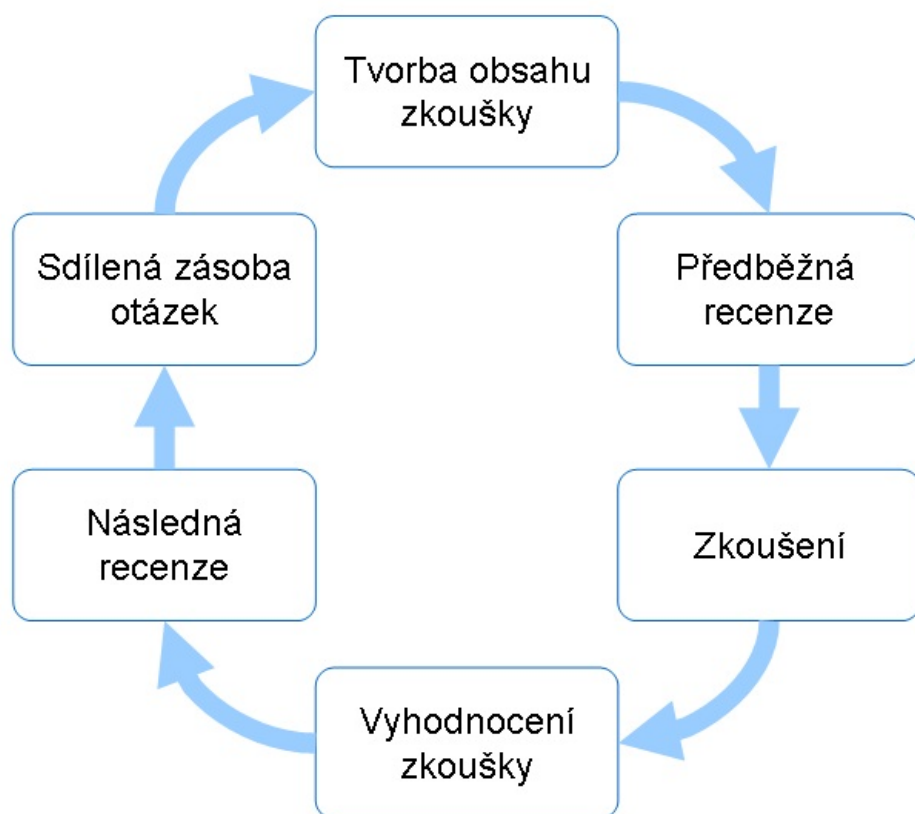 Tvorba obsahu
zkoušky
Předběžná
recenze
Zkoušení
Vyhodnocení
zkoušky
Následná
recenze
Sdílená zásoba
otázek